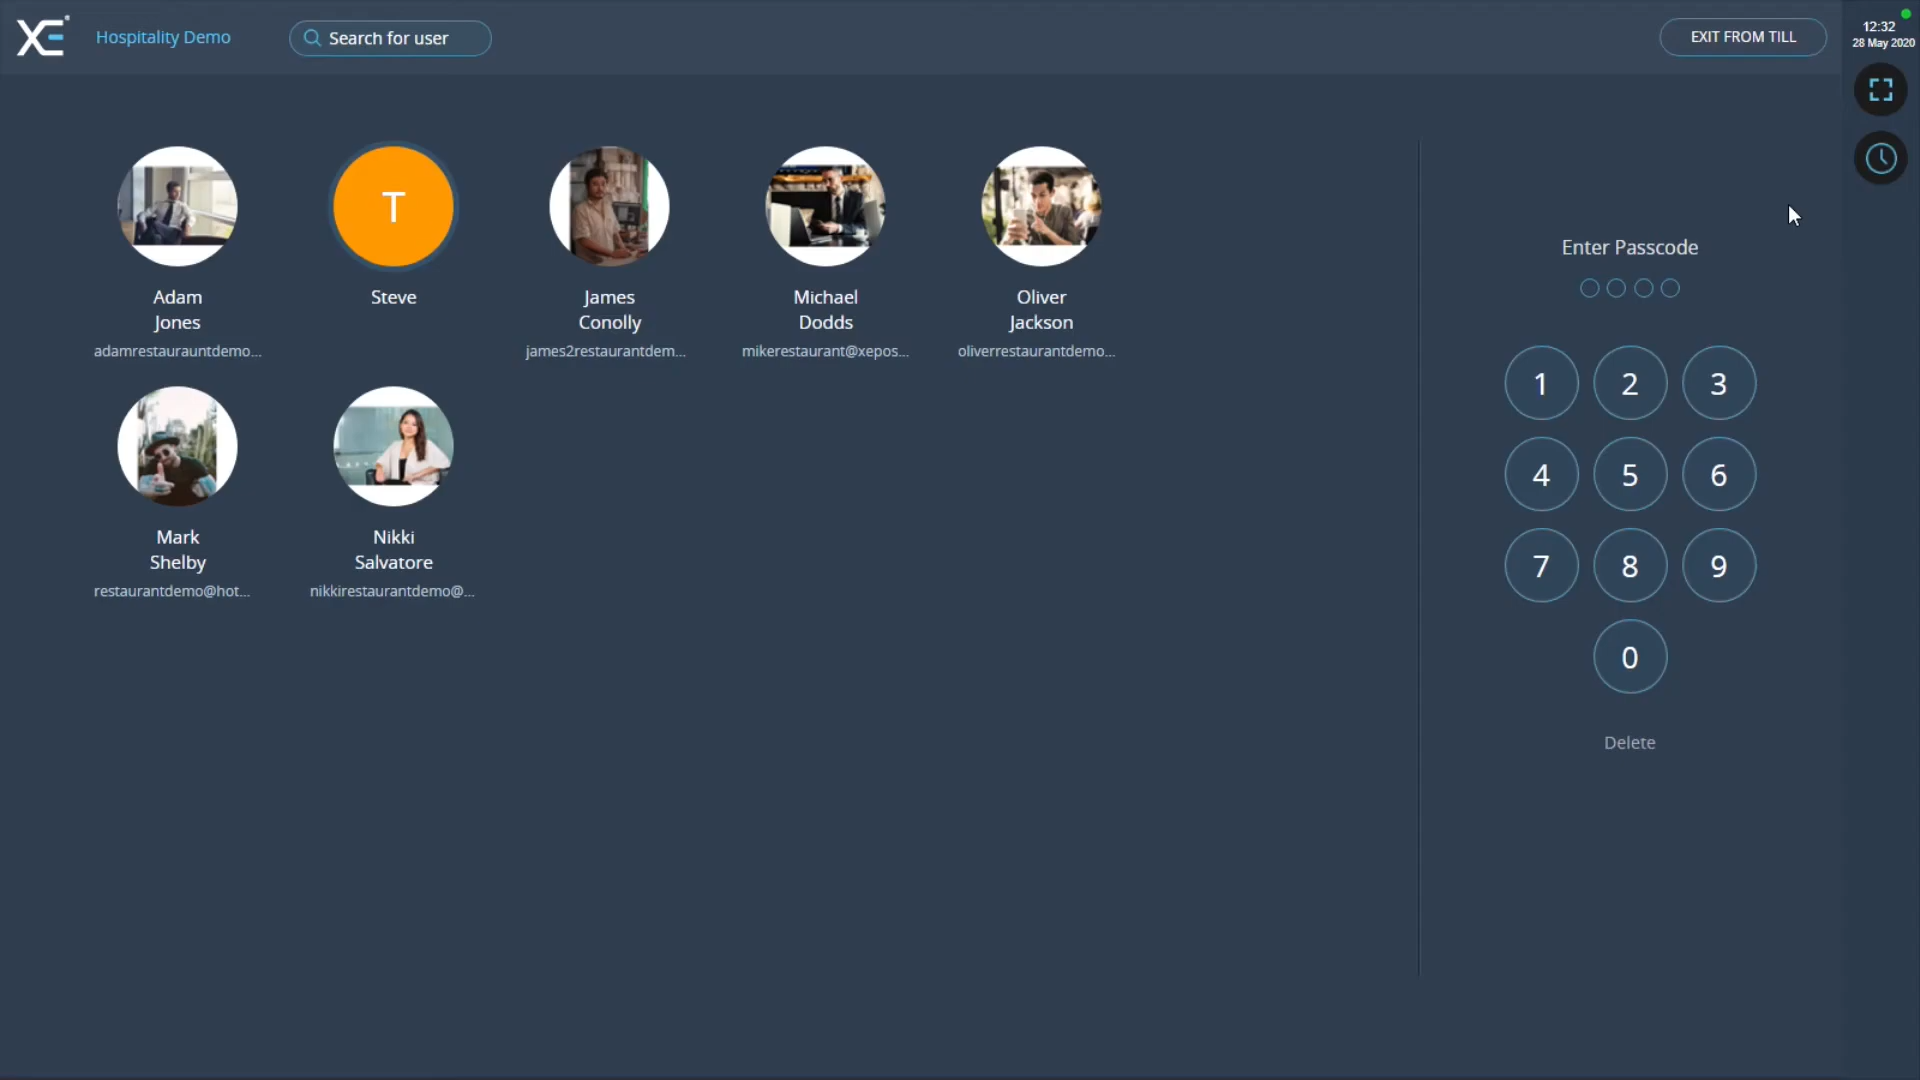 XE
Hospitality Demo
Search for user
EXIT FROM TILL
12:32
28 May 2020
T
Adam
Jones
adamrestaurauntdemo...
Steve
James
Conolly
james2restaurantdem...
Michael
Dodds
mikerestaurant@xepos...
Oliver
Jackson
oliverrestaurantdemo...
Mark
Shelby
restaurantdemo@hot...
Nikki
Salvatore
nikkirestaurantdemo@...
Enter Passcode
1 2 3
4 5 6
7 8 9
0
Delete